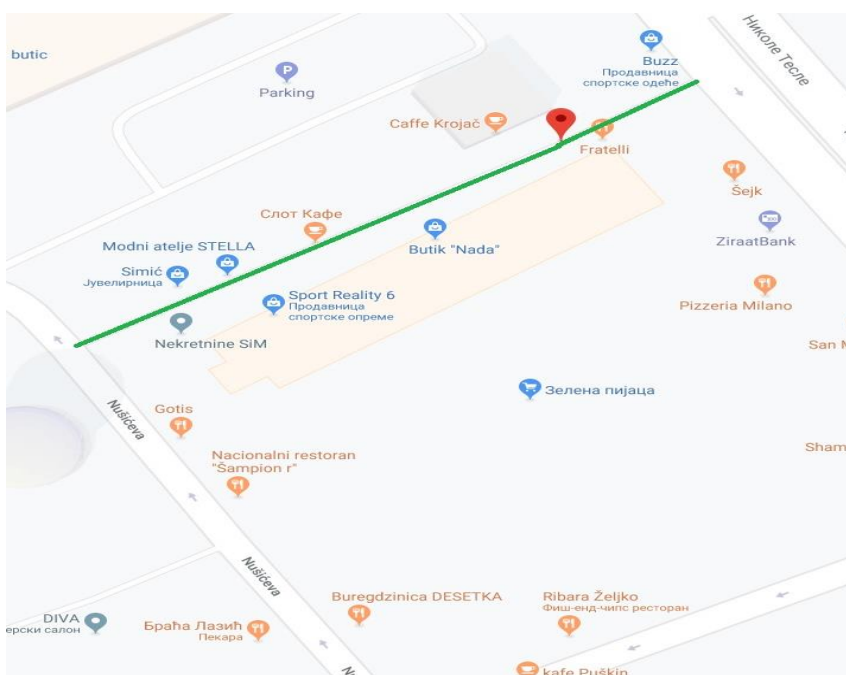 butic
Parking
Buzz
Продавница
спортске одеће
Николе Тесле
Caffe Krojač
Fratelli
Šejk
Слот Кафе
Modni atelje STELLA
Simić
Јувелирница
Butik "Nada"
ZiraatBank
Sport Reality 6
Продавница
спортске опреме
Pizzeria Milano
Nekretnine SiM
San
Зелена пијаца
Nušićeva
Gotis
Nacionalni restoran
"Šampion r"
Sham
Nušićeva
Buregdzinica DESETKA
Ribara Željko
Фиш-енд-чипс ресторан
DIVA
ерски салон
Браћа Лазић
Пекара
kafe Puškin